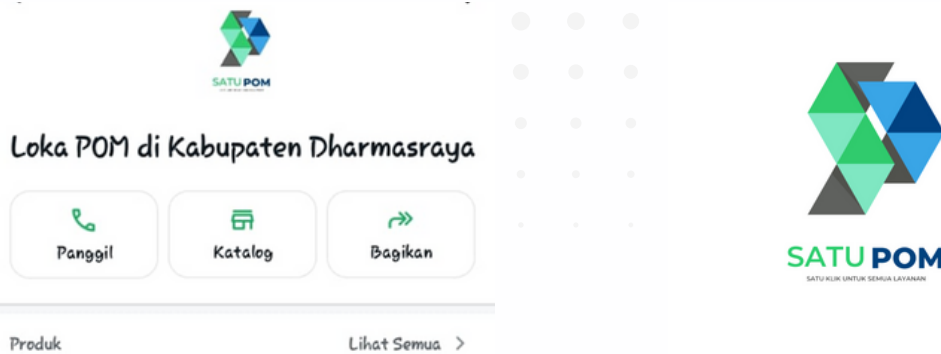 SATU POM
Loka POM di Kabupaten Dharmasraya
Panggil
Katalog
Bagikan
Produk
Lihat Semua
SATU POM
SATU KLIK UNTUK SEMUA LAYANAN